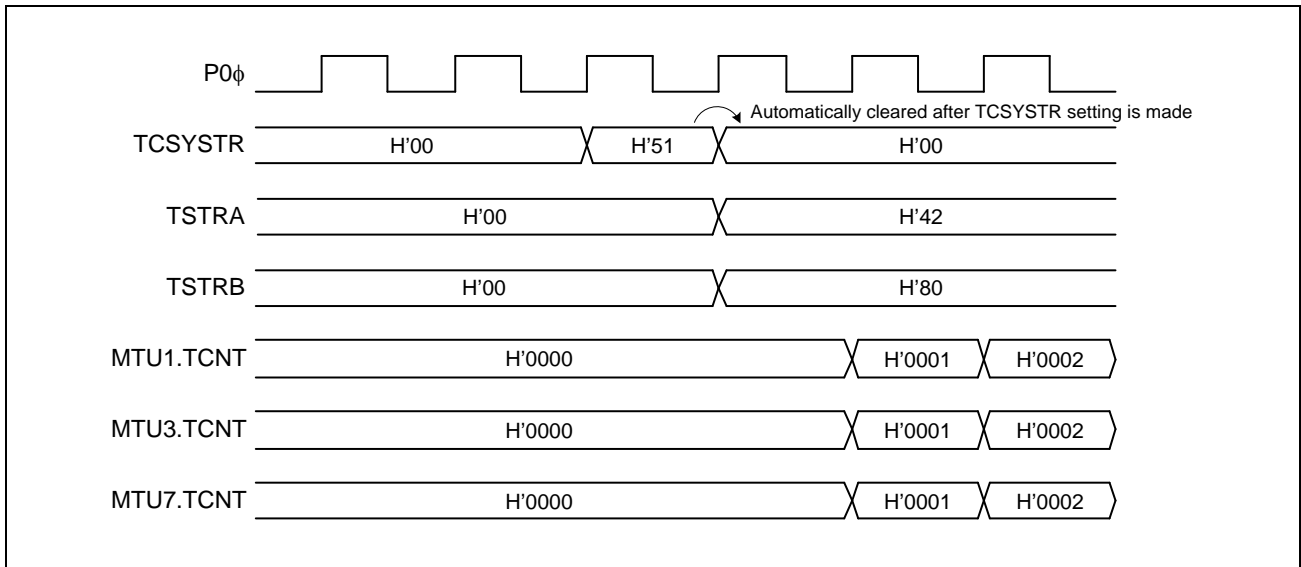 P0ϕ
Automatically cleared after TCSYSTR setting is made
TCSYSTR H’00 H’51 H’00
TSTRA H’00 H’42
TSTRB H’00 H’80
MTU1.TCNT H’0000 H’0001 H’0002
MTU3.TCNT H’0000 H’0001 H’0002
MTU7.TCNT H’0000 H’0001 H’0002